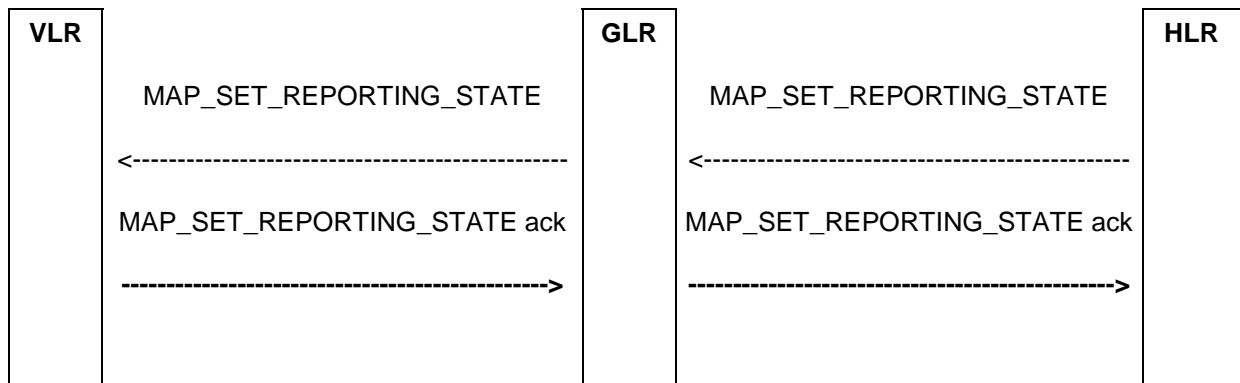 VLR GLR HLR
MAP_SET_REPORTING_STATE MAP_SET_REPORTING_STATE
<------------------------------------------------ <-----------------------------------------------
MAP_SET_REPORTING_STATE ack MAP_SET_REPORTING_STATE ack
-----------------------------------------------> ----------------------------------------------->